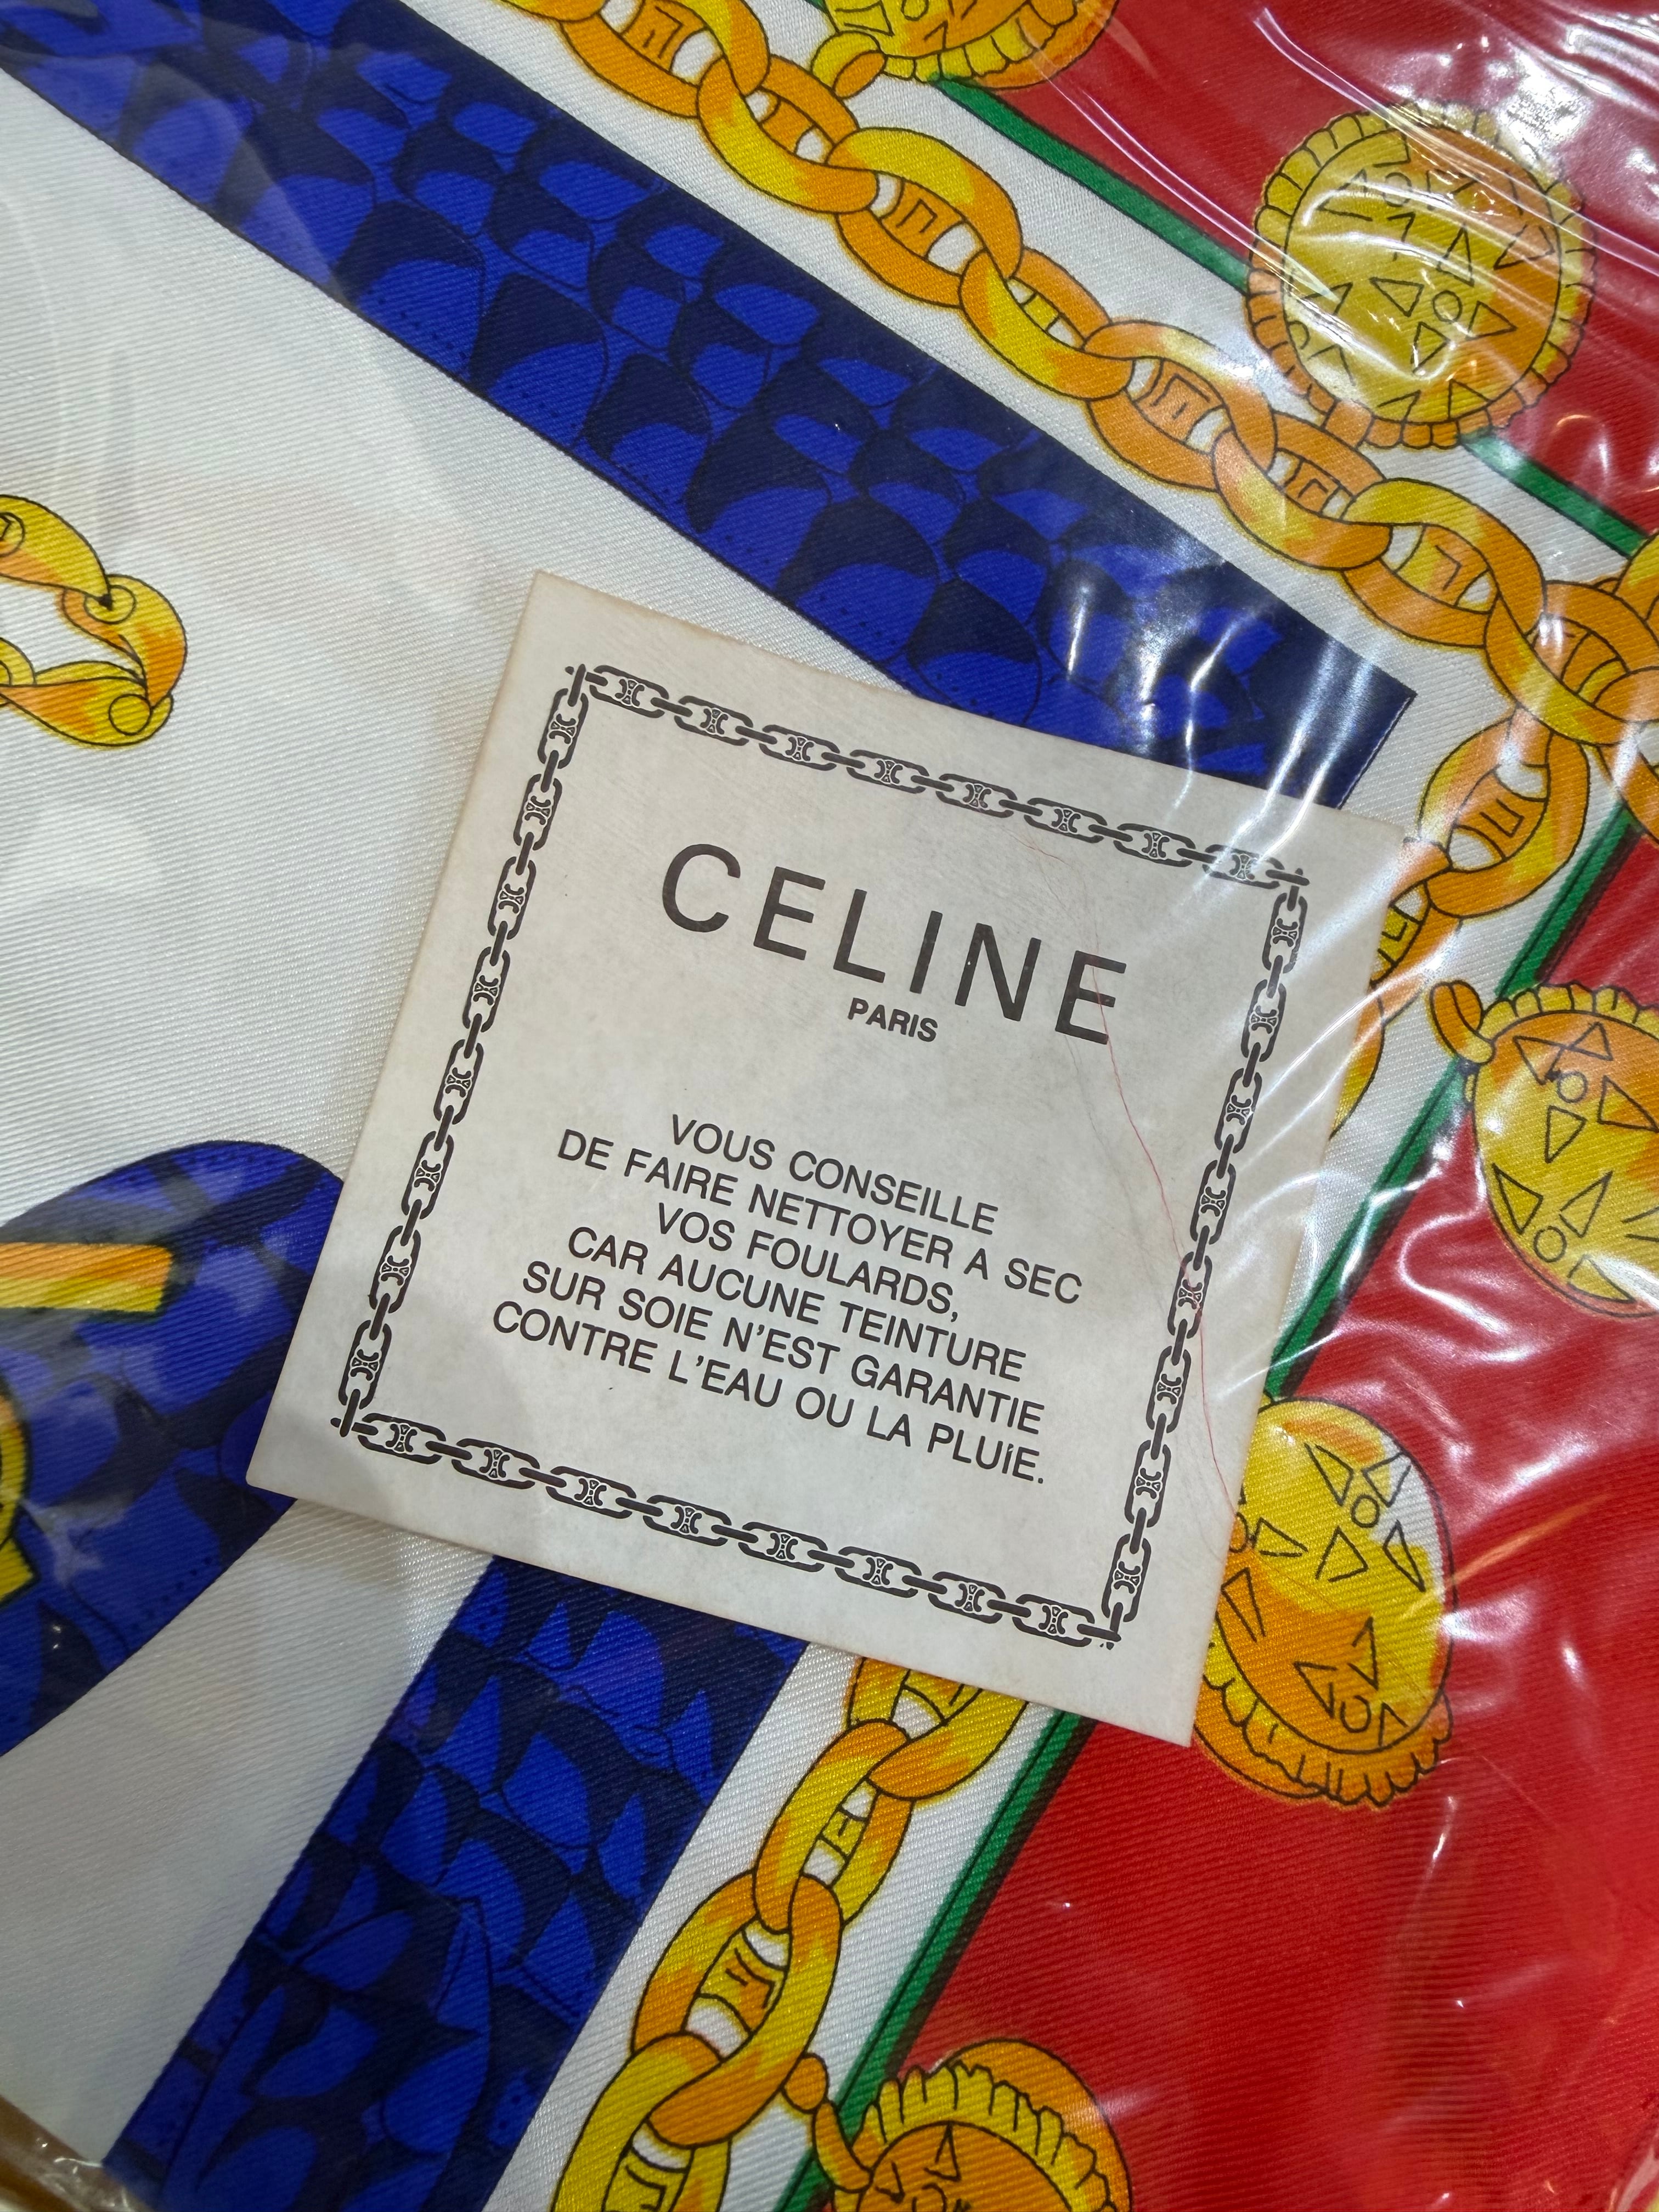 CELINE
PARIS
VOUS CONSEILLE
DE FAIRE NETTOYER A SEC
VOS FOULARDS,
CAR AUCUNE TEINTURE
SUR SOIE N'EST GARANTIE
CONTRE L'EAU OU LA PLUIE.